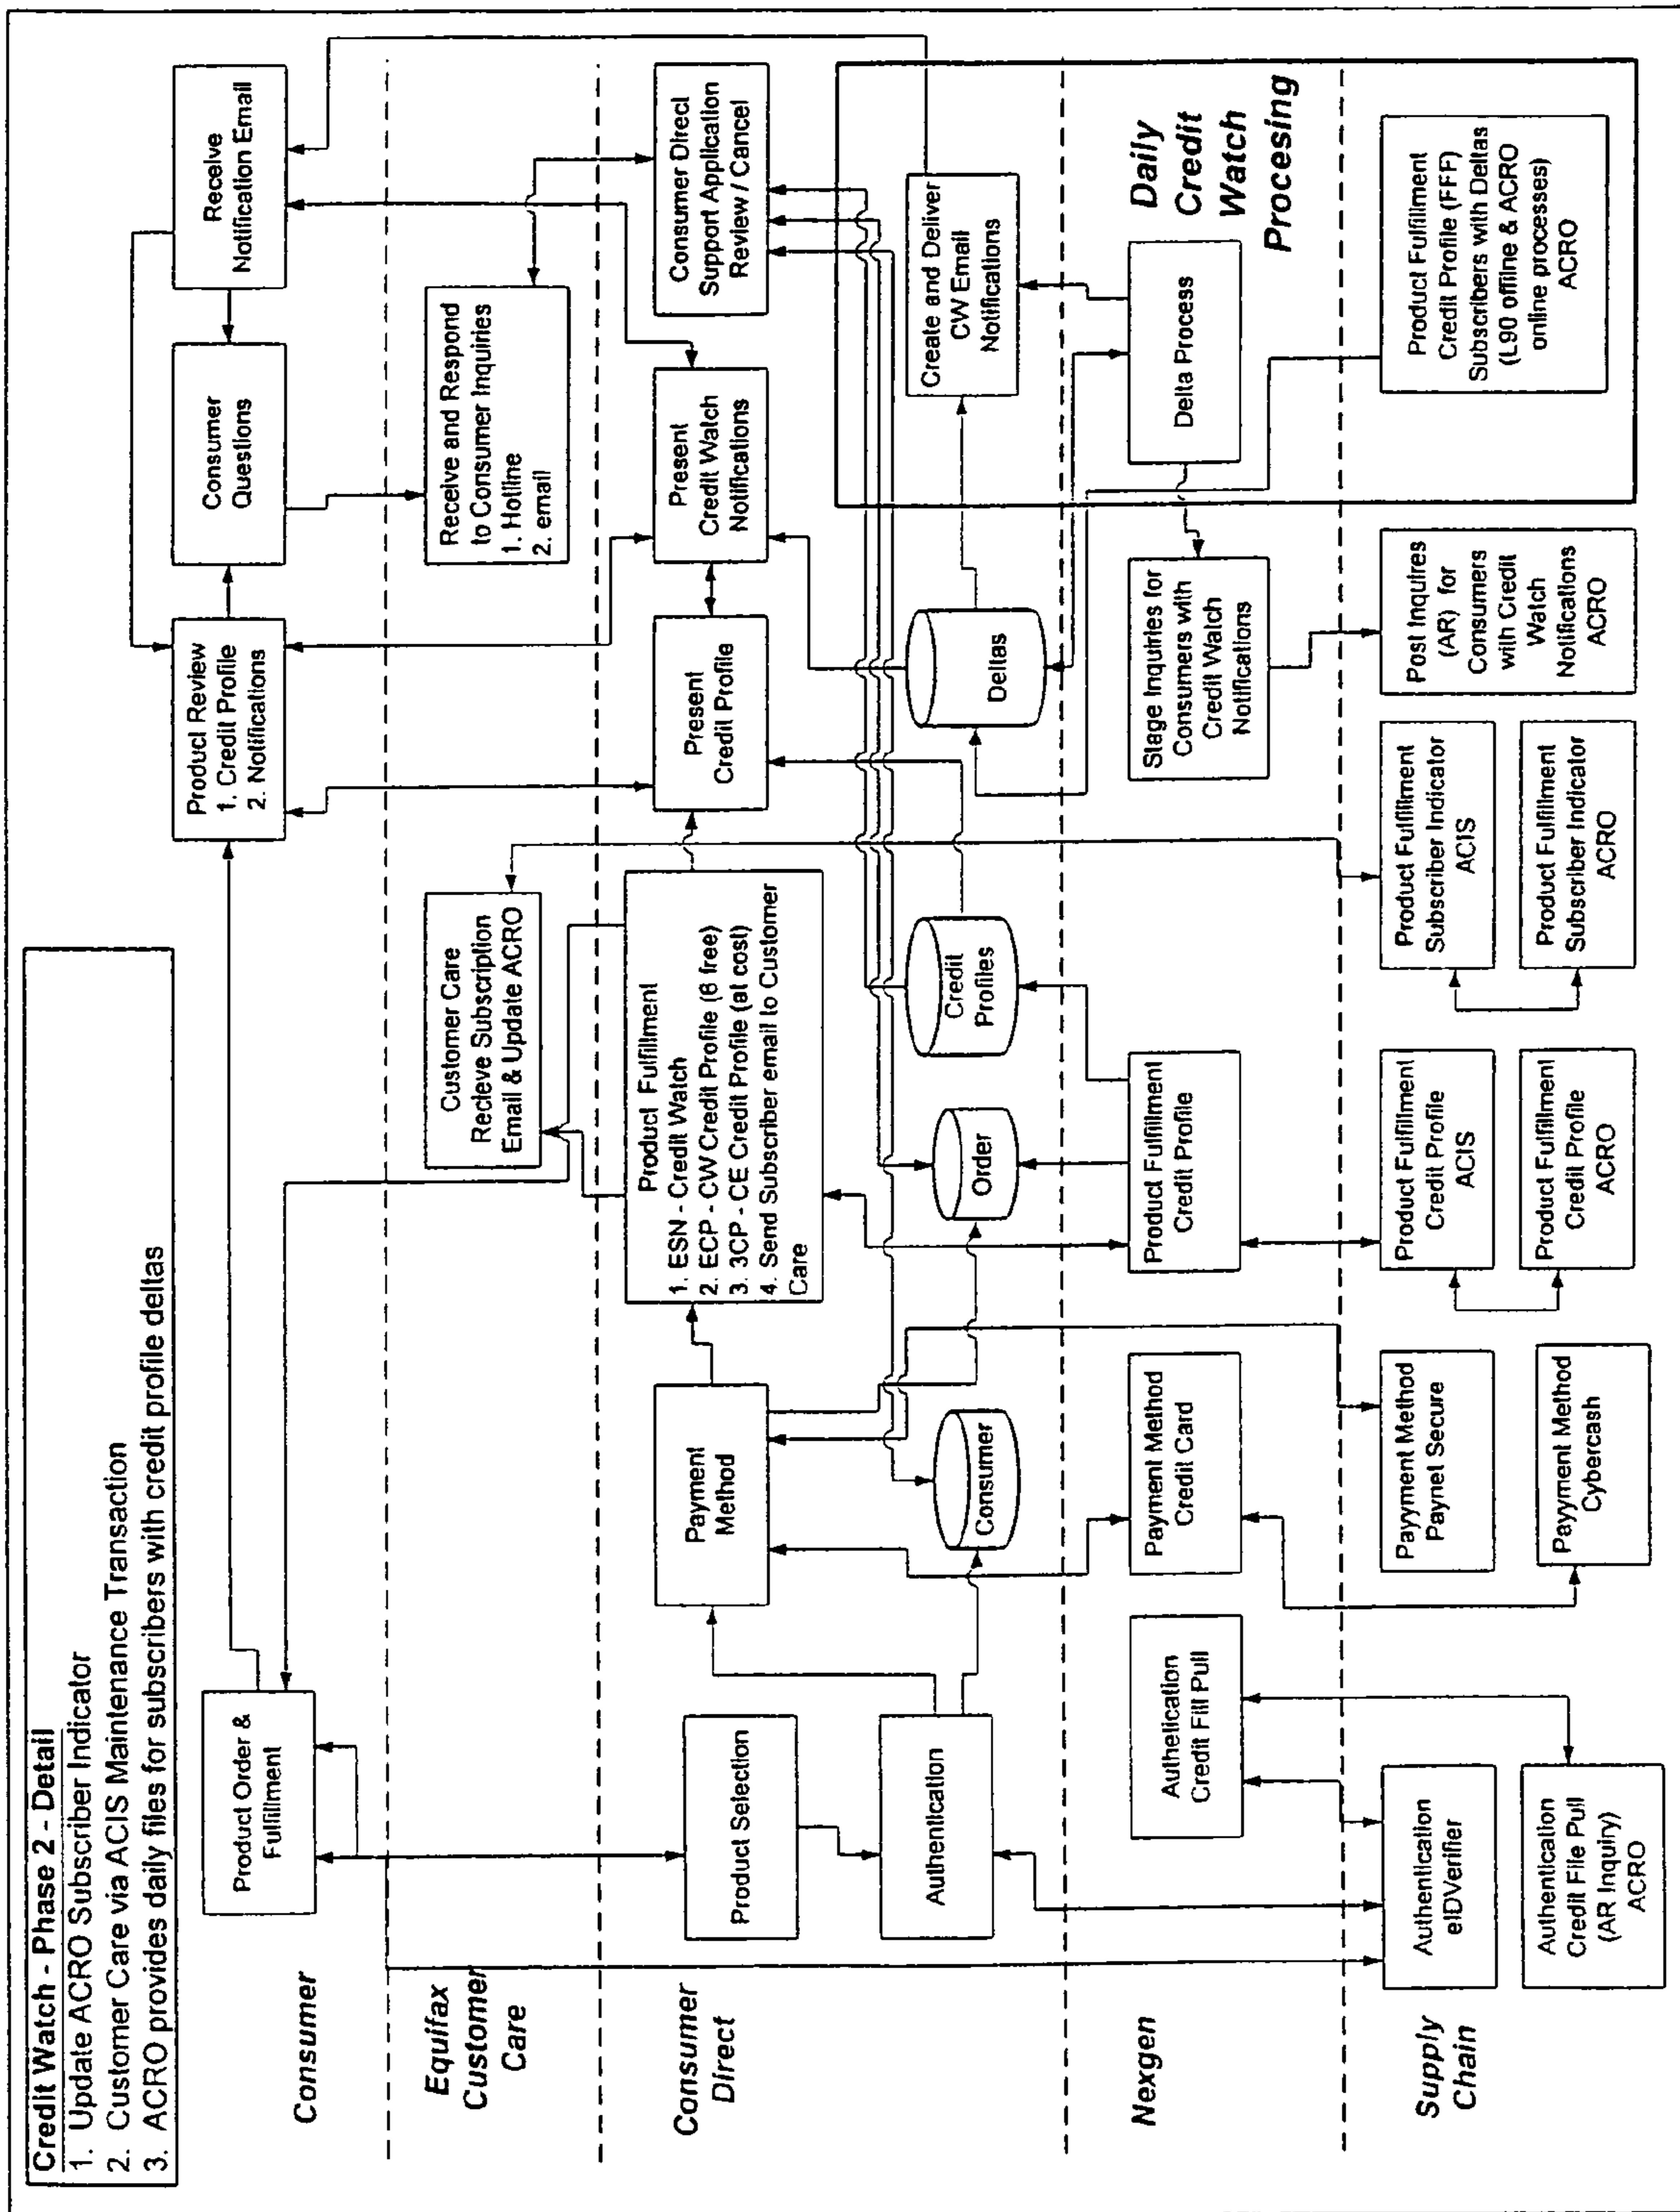 Credit Watch - Phase 2 - Detail
1. Update ACRO Subscriber Indicator
2. Customer Care via ACIS Maintenance Transaction
3. ACRO provides daily files for subscribers with credit profile deltas
Consumer
Product Order &
Fulfillment
Product Review
1. Credit Profile
2. Notifications
Consumer
Questions
Receive
Notification Email
Equifax
Customer
Care
Customer Care
Recieve Subscription
Email & Update ACRO
Receive and Respond
to Consumer Inquiries
1. Hotline
2. email
Consumer
Direct
Product Selection
Authentication
Payment
Method
Product Fulfillment
1. ESN - Credit Watch
2. ECP - CW Credit Profile (6 free)
3. 3CP - CE Credit Profile (at cost)
4. Send Subscriber email to Customer
Care
Present
Credit Profile
Present
Credit Watch
Notifications
Consumer Direct
Support Application
Review / Cancel
Consumer
Order
Credit
Profiles
Deltas
Create and Deliver
CW Email
Notifications
Nexgen
Authetication
Credit Fill Pull
Payment Method
Credit Card
Product Fulfillment
Credit Profile
Stage Inquiries for
Consumers with
Credit Watch
Notifications
Delta Process
Daily
Credit
Watch
Procesing
Supply
Chain
Authentication
eIDVerifier
Authentication
Credit File Pull
(AR Inquiry)
ACRO
Payyment Method
Paynet Secure
Payyment Method
Cybercash
Product Fulfillment
Credit Profile
ACIS
Product Fulfillment
Credit Profile
ACRO
Product Fulfillment
Subscriber Indicator
ACIS
Product Fulfillment
Subscriber Indicator
ACRO
Post Inquires
(AR) for
Consumers
with Credit
Watch
Notifications
ACRO
Product Fulfillment
Credit Profile (FFF)
Subscribers with Deltas
(L90 offilne & ACRO
online processes)
ACRO